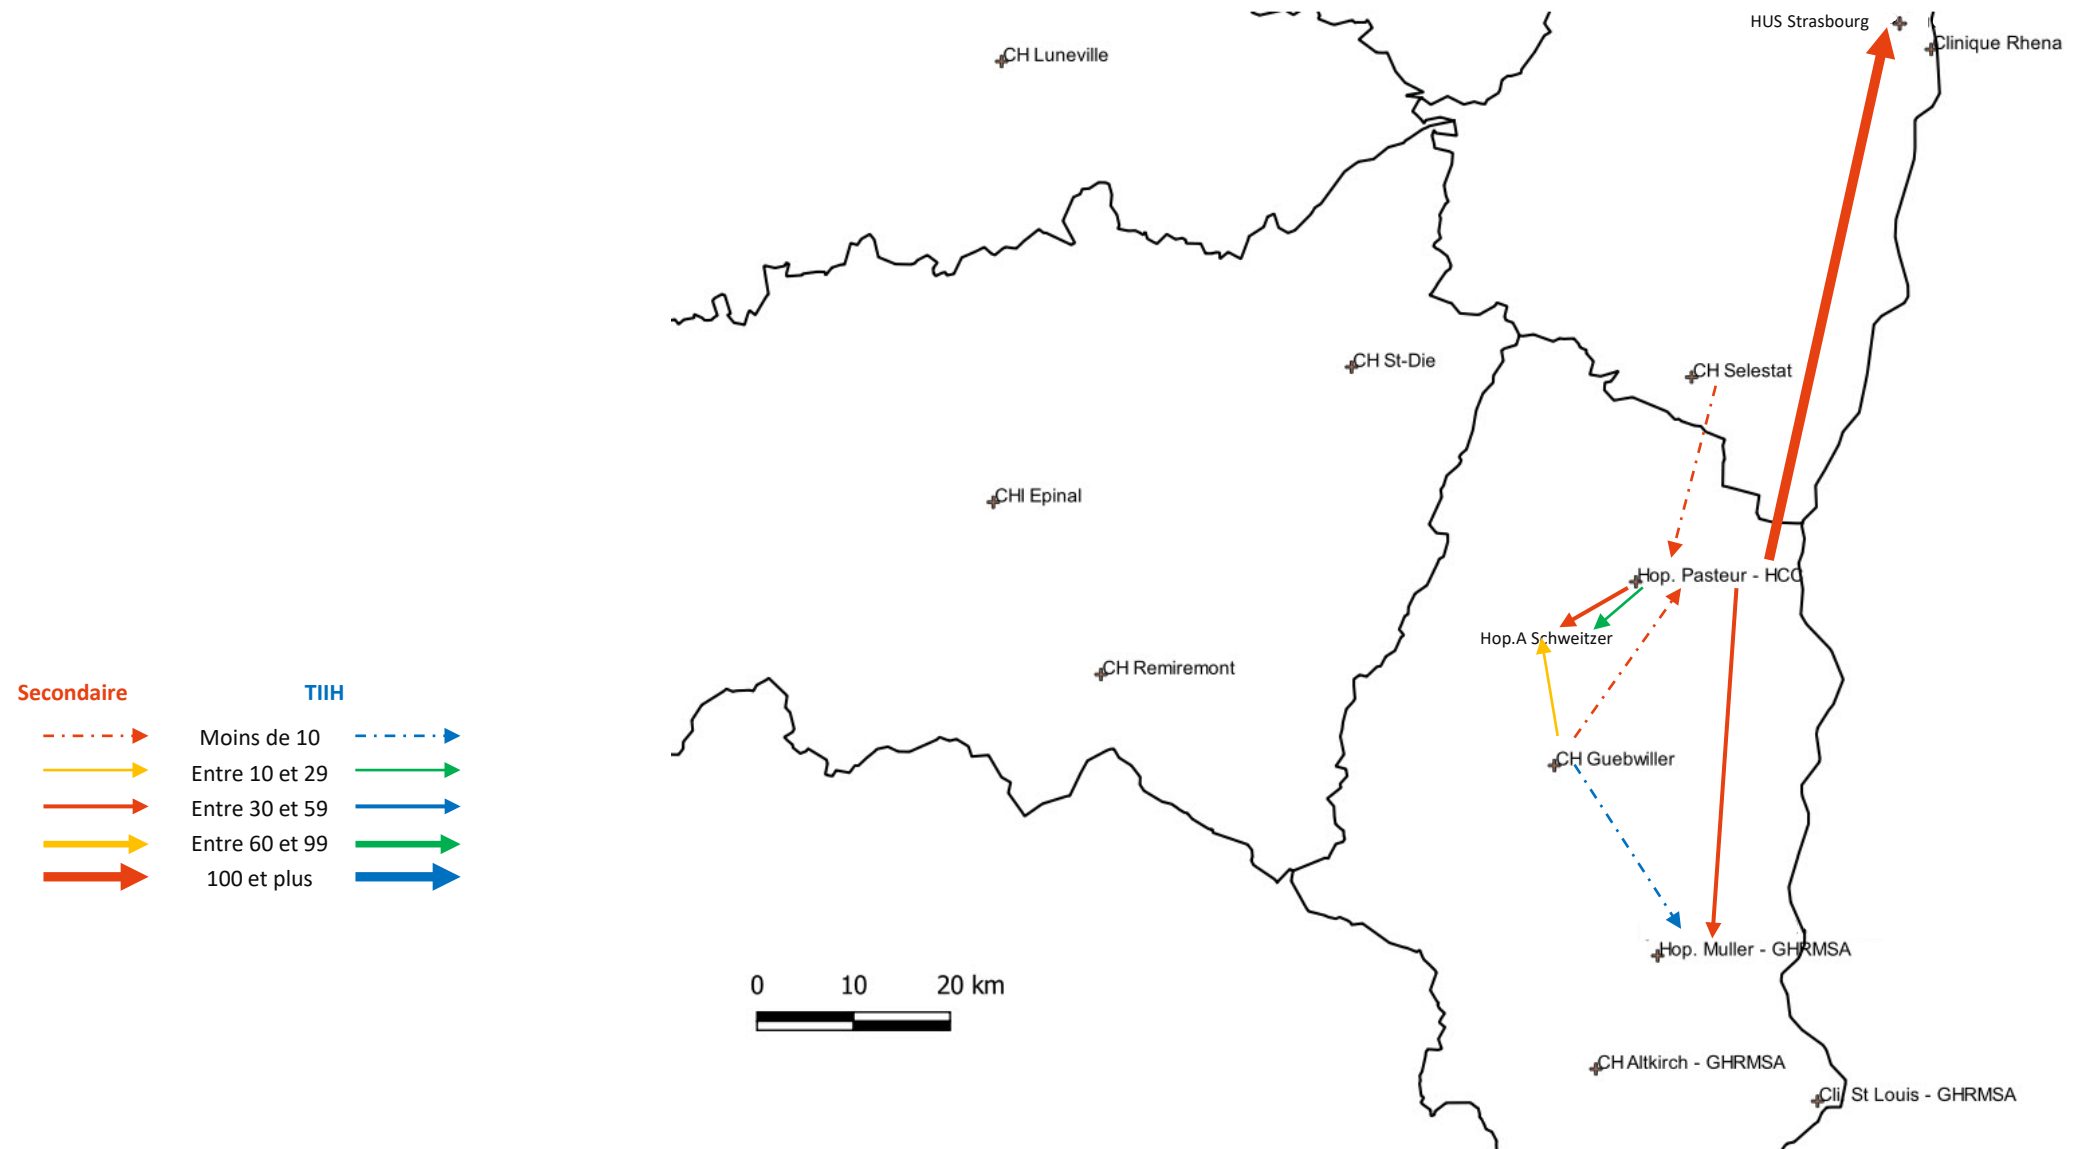 HUS Strasbourg
Clinique Rhena
CH Luneville
CH St-Die
CH Selestat
CHI Epinal
Hop. Pasteur - HCC
Hop.A Schweitzer
CH Remiremont
Secondaire TIIH
Moins de 10
Entre 10 et 29
Entre 30 et 59
Entre 60 et 99
100 et plus
CH Guebwiller
Hop. Muller - GHRMSA
0 10 20 km
CH Altkirch - GHRMSA
Cli. St Louis - GHRMSA